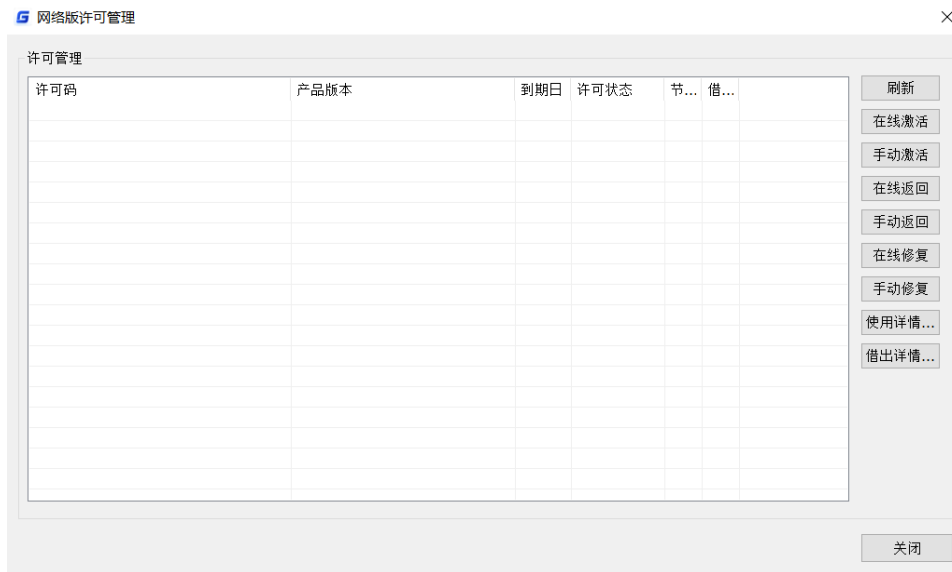 网络版许可管理
许可管理
许可码 产品版本 到期日 许可状态 节... 借...
刷新
在线激活
手动激活
在线返回
手动返回
在线修复
手动修复
使用详情...
借出详情...
关闭